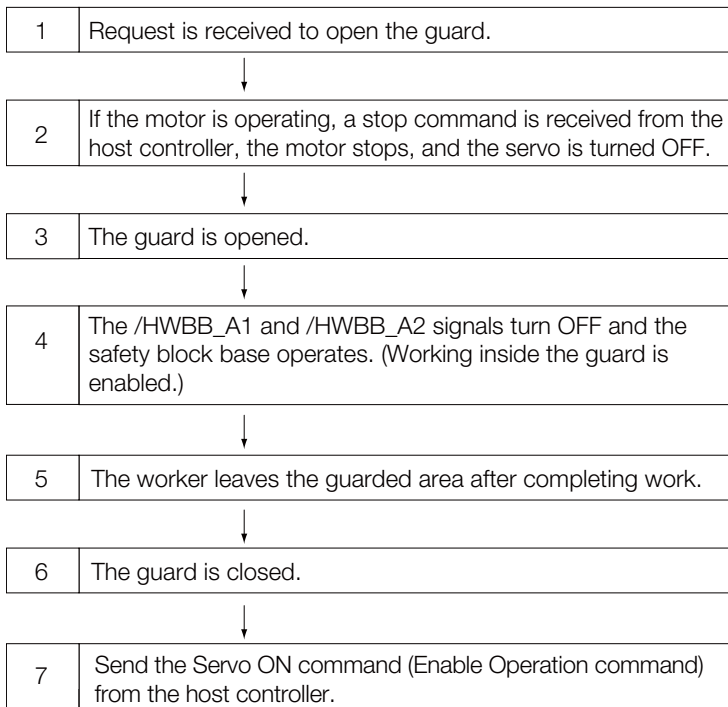 1 Request is received to open the guard.
2 If the motor is operating, a stop command is received from the
host controller, the motor stops, and the servo is turned OFF.
3 The guard is opened.
4 The /HWBB_A1 and /HWBB_A2 signals turn OFF and the
safety block base operates. (Working inside the guard is
enabled.)
5 The worker leaves the guarded area after completing work.
6 The guard is closed.
7 Send the Servo ON command (Enable Operation command)
from the host controller.